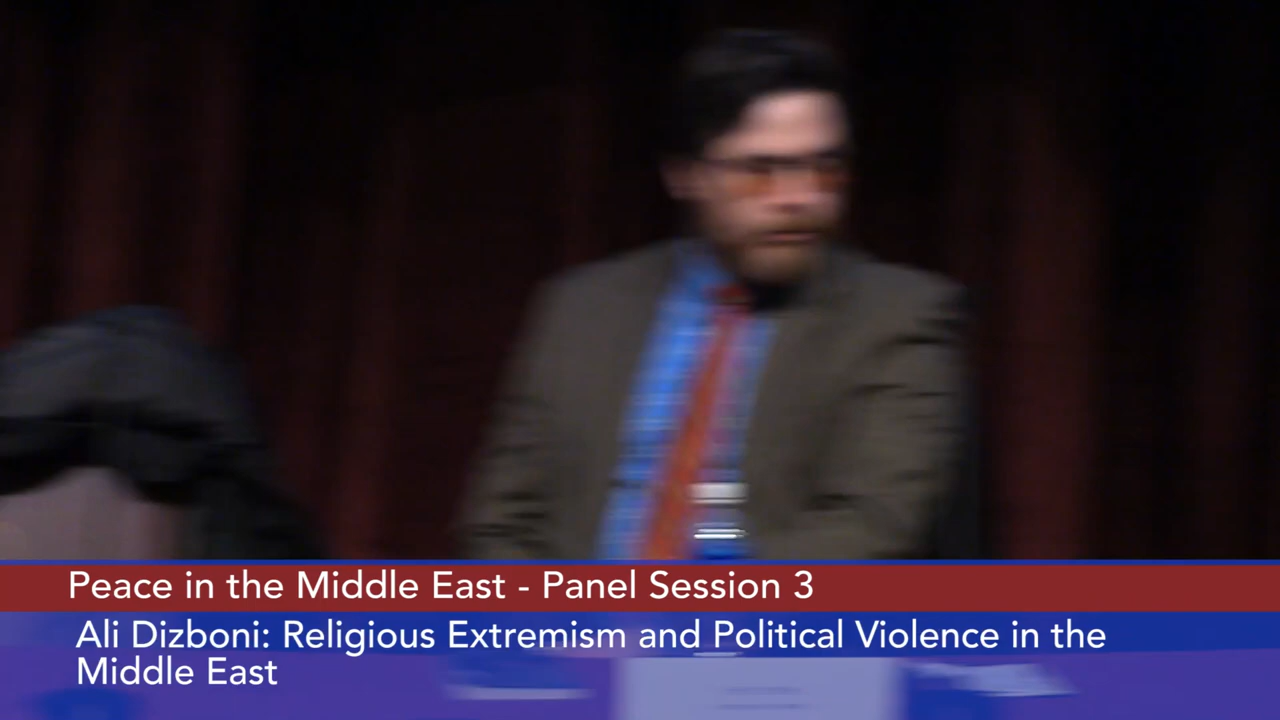 Peace in the Middle East - Panel Session 3
Ali Dizboni: Religious Extremism and Political Violence in the
Middle East